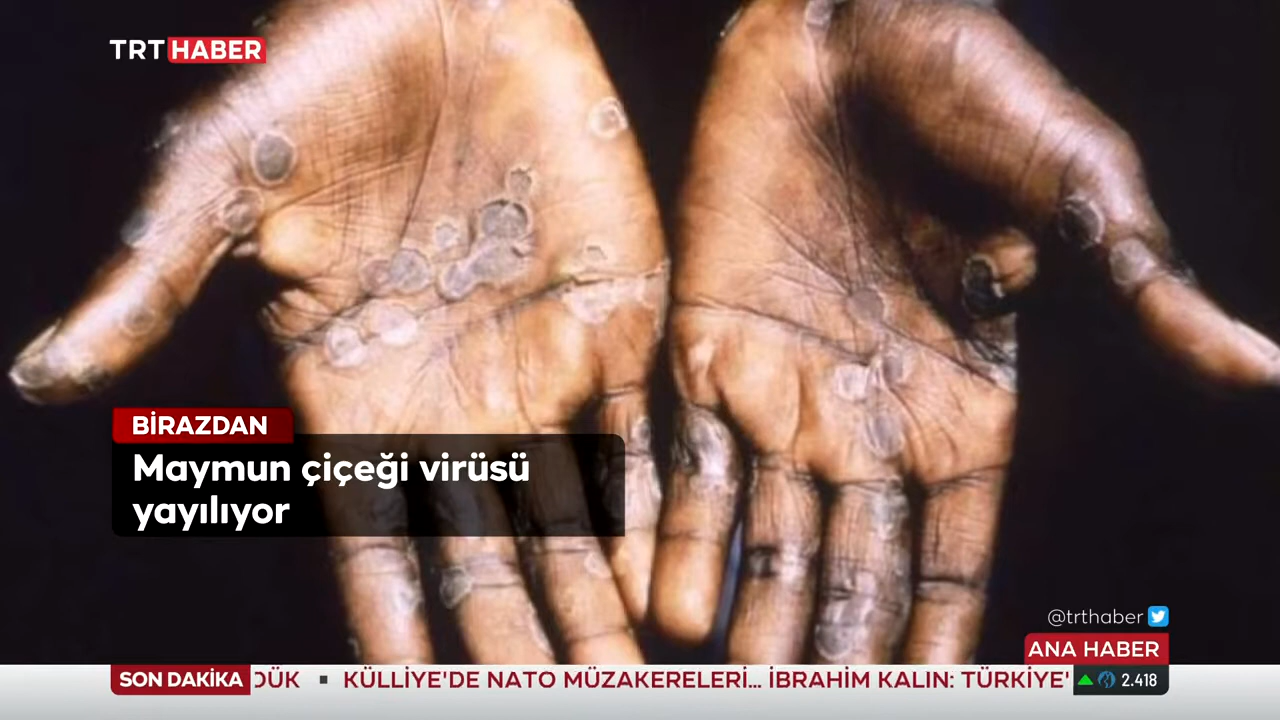 TRT HABER
BİRAZDAN
Maymun çiçeği virüsü
yayılıyor
@trthaber
ANA HABER
SON DAKİKA
DÜK ▪ KÜLLİYE'DE NATO MÜZAKERELERİ... İBRAHİM KALIN: TÜRKİYE'
2.418